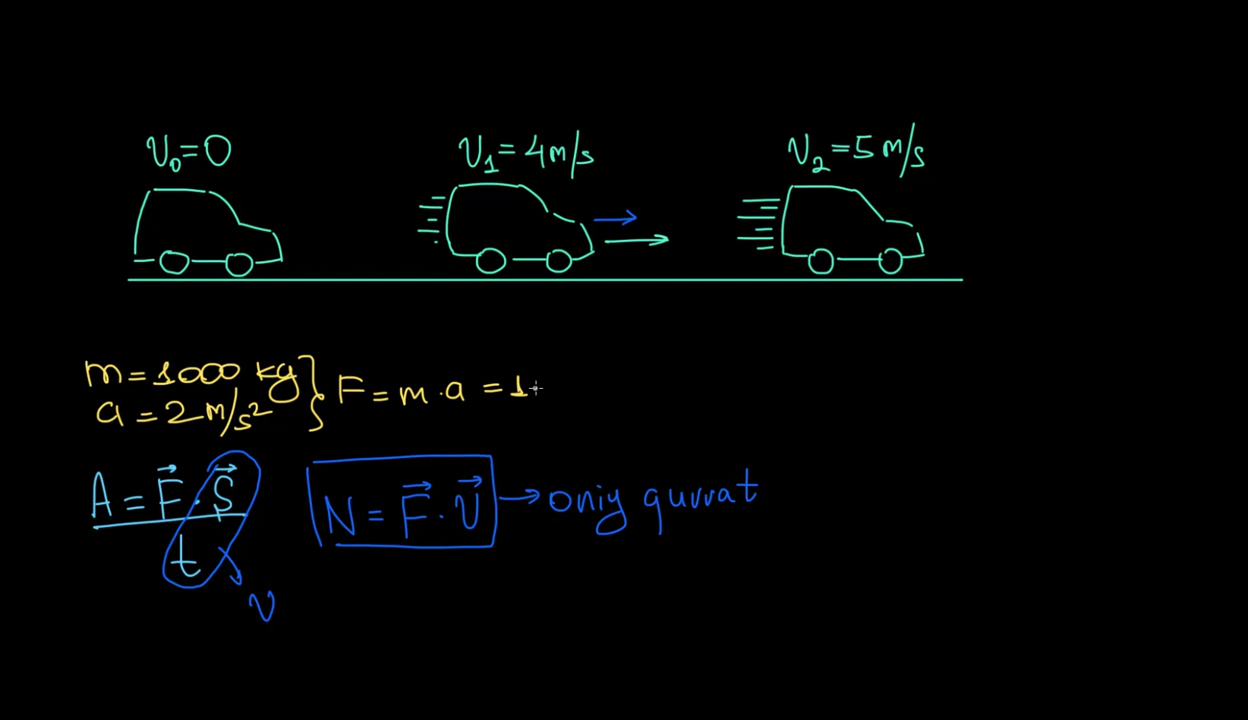 v₀=0
v₁=4m/s
v₂=5m/s
m=1000 kg
a=2m/s²
} F=m·a=1
A=F⃗·S⃗
t
v
N=F⃗·v⃗ → oniy quvvat